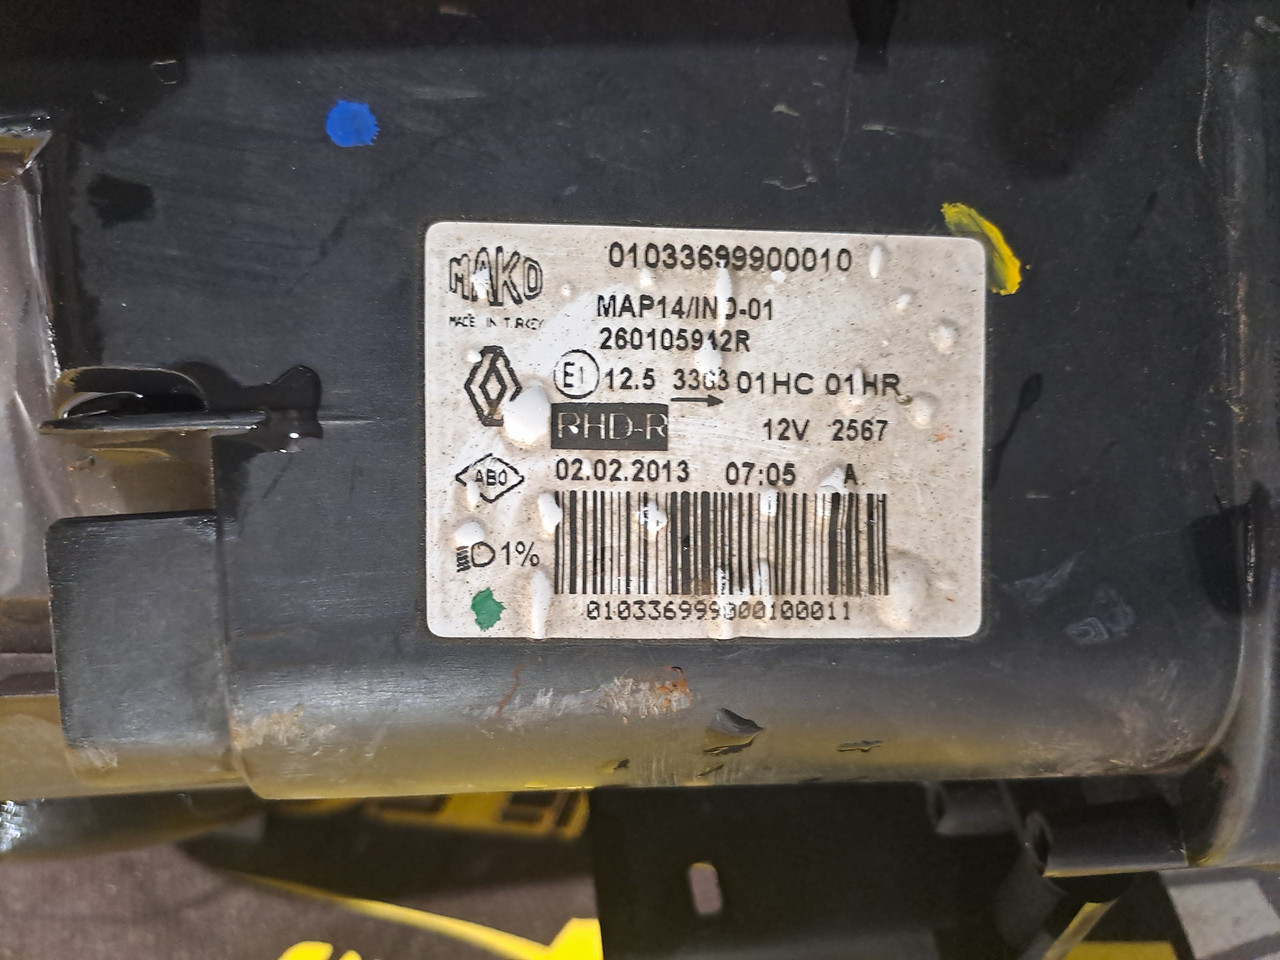 MAKO
MADE IN TURKEY
01033699900010
MAP14/IND-01
260105912R
E1 12.5 3363 01HC 01HR
RHD-R
12V 2567
02.02.2013 07:05 A
ABO
1%
010336999000100011